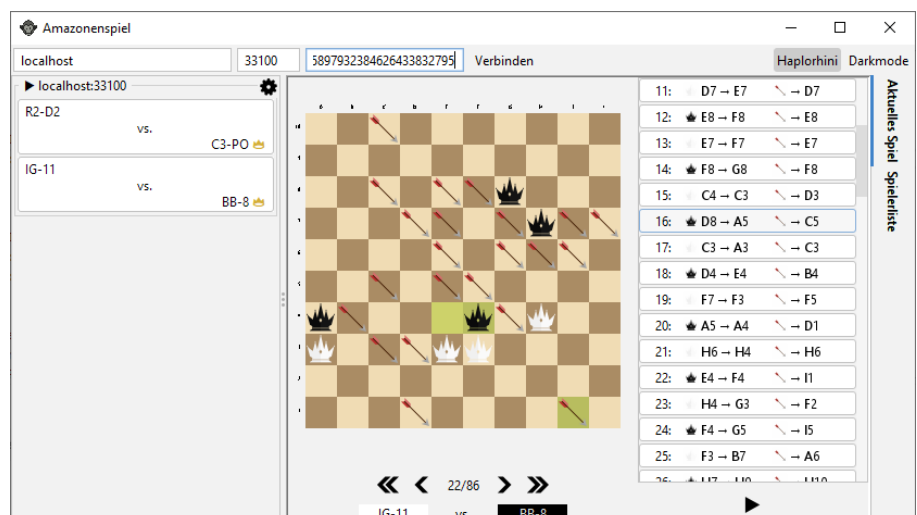 Amazonenspiel
localhost 33100 5897932384626433832795 Verbinden Haplorhini Darkmode
▶ localhost:33100
R2-D2
vs.
C3-PO
IG-11
vs.
BB-8
11: D7 → E7 → D7
12: E8 → F8 → E8
13: E7 → F7 → E7
14: F8 → G8 → F8
15: C4 → C3 → D3
16: D8 → A5 → C5
17: C3 → A3 → C3
18: D4 → E4 → B4
19: F7 → F3 → F5
20: A5 → A4 → D1
21: H6 → H4 → H6
22: E4 → F4 → I1
23: H4 → G3 → F2
24: F4 → G5 → I5
25: F3 → B7 → A6
Aktuelles Spiel Spielerliste
22/86
IG-11 vs. BB-8